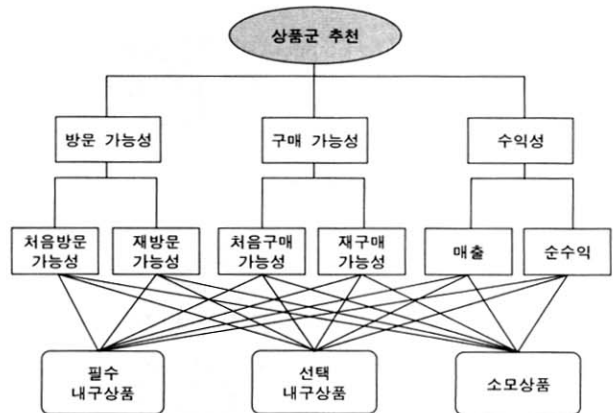 상품군 추천
방문 가능성
구매 가능성
수익성
처음방문
가능성
재방문
가능성
처음구매
가능성
재구매
가능성
매출
순수익
필수
내구상품
선택
내구상품
소모상품